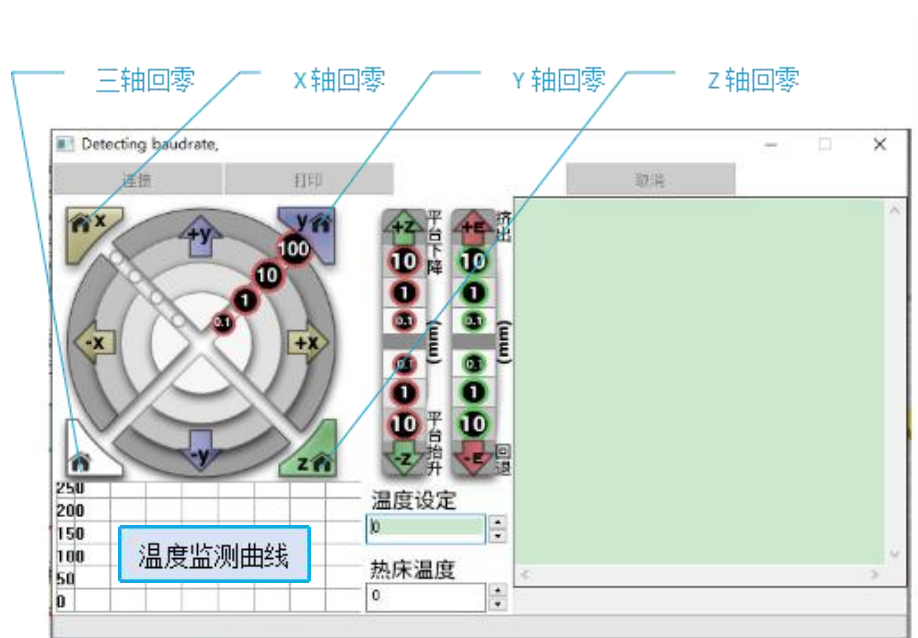 三轴回零
X轴回零
Y轴回零
Z轴回零
Detecting baudrate,
连接
打印
取消
x
y
+y
100
10
1
0.1
-x
+x
-y
z
+Z
10
1
0.1
0.1
1
10
-Z
平台下降
(mm)
平台抬升
+E
10
1
0.1
0.1
1
10
-E
挤出
(mm)
回退
250
200
150
100
50
0
温度监测曲线
温度设定
0
热床温度
0